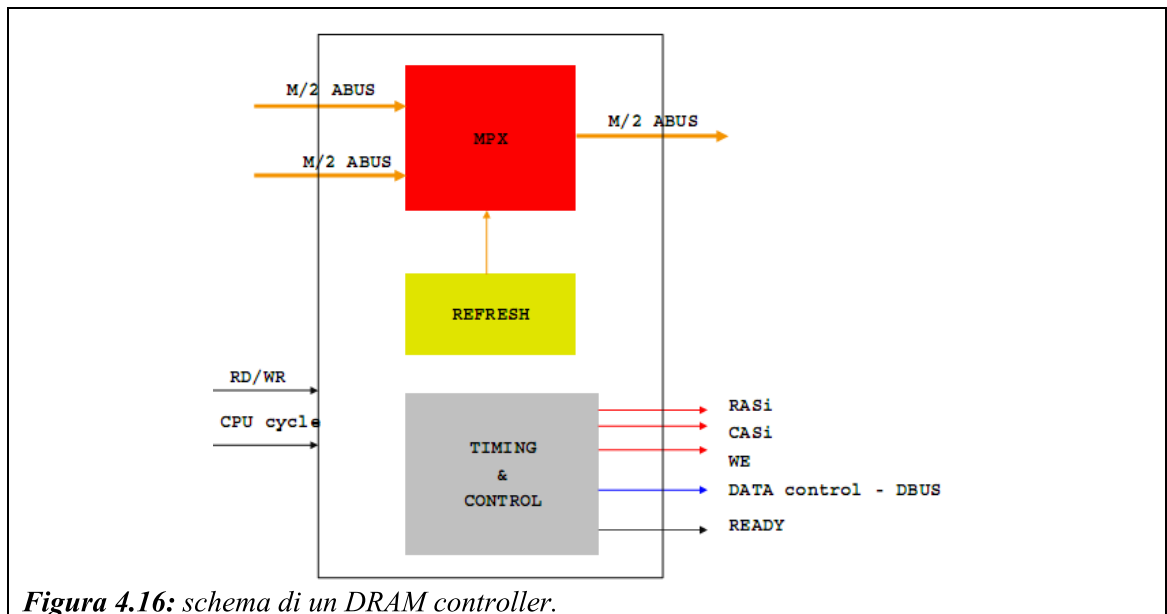 M/2 ABUS
M/2 ABUS
MPX
M/2 ABUS
REFRESH
RD/WR
CPU cycle
TIMING
&
CONTROL
RASi
CASi
WE
DATA control - DBUS
READY
Figura 4.16: schema di un DRAM controller.